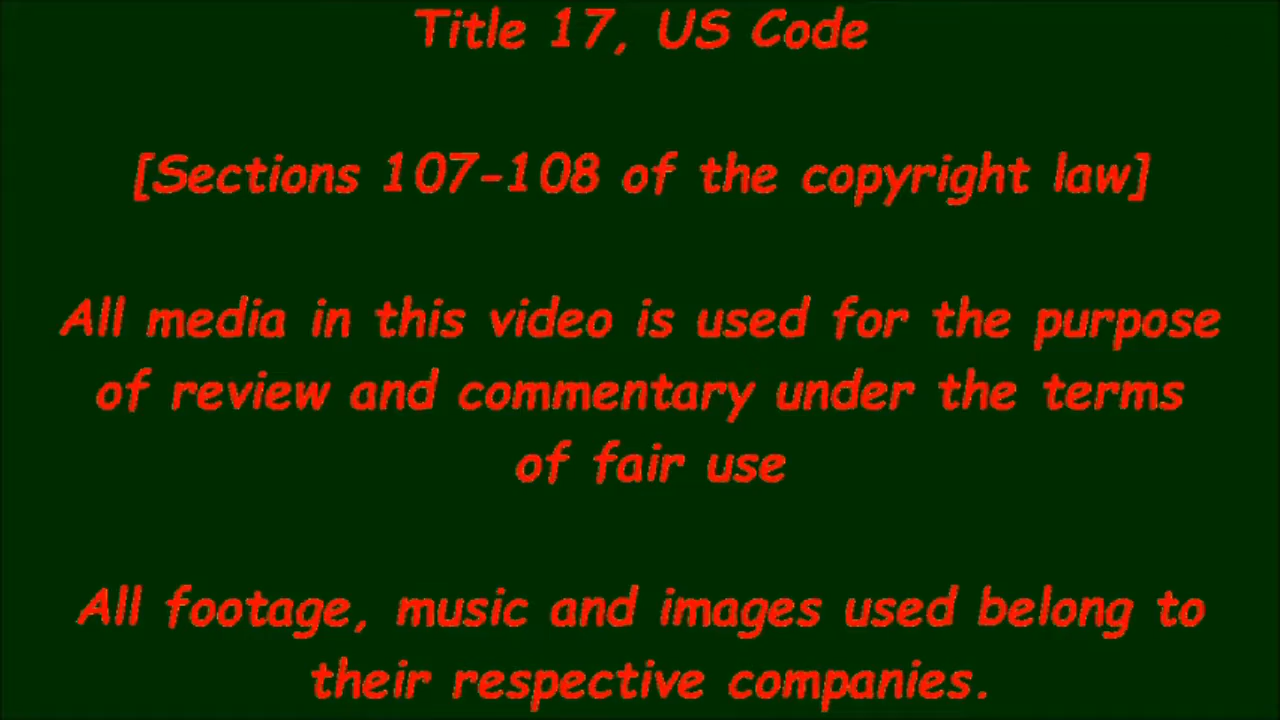 Title 17, US Code
[Sections 107-108 of the copyright law]
All media in this video is used for the purpose
of review and commentary under the terms
of fair use
All footage, music and images used belong to
their respective companies.